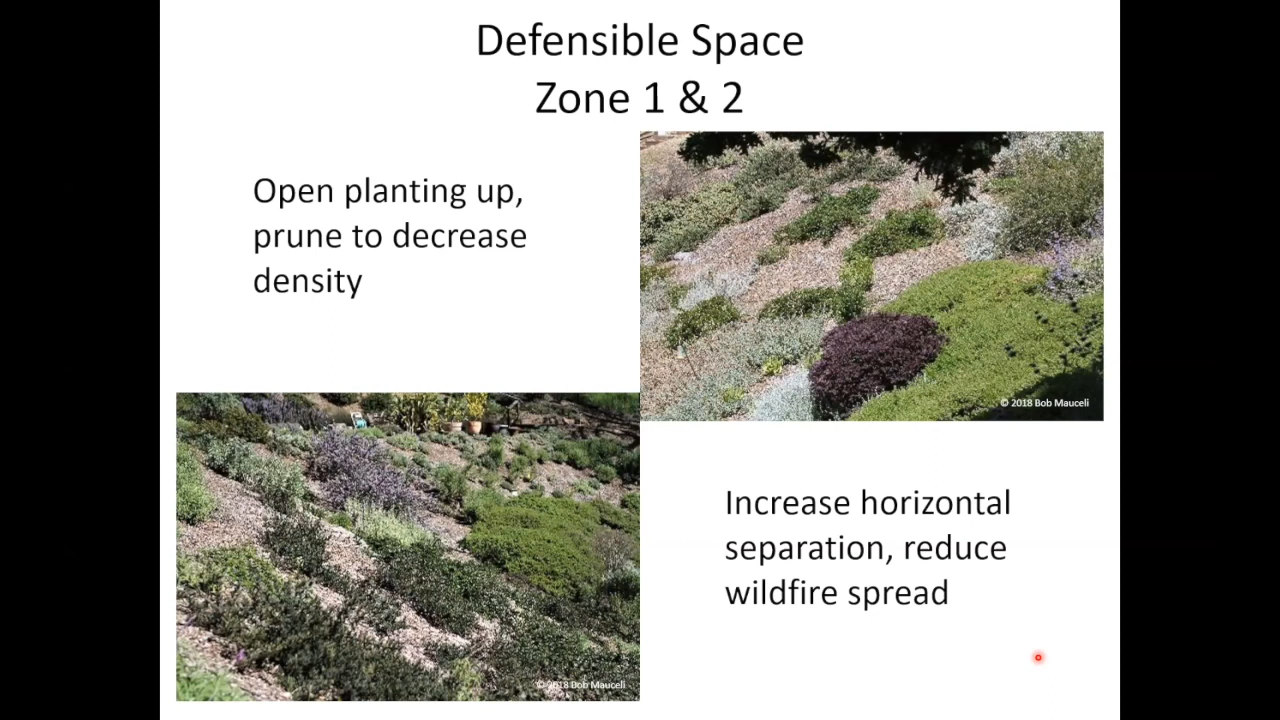 Defensible Space
Zone 1 & 2
Open planting up,
prune to decrease
density
© 2018 Bob Mauceli
Increase horizontal
separation, reduce
wildfire spread
© 2018 Bob Mauceli